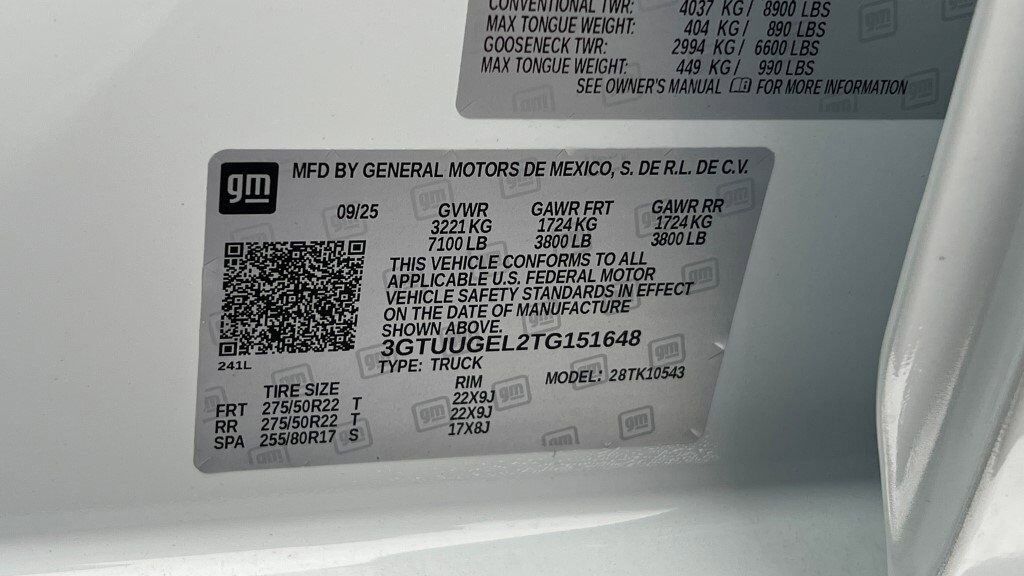 CONVENTIONAL TWR: 4037 KG/ 8900 LBS
MAX TONGUE WEIGHT: 404 KG/ 890 LBS
GOOSENECK TWR: 2994 KG/ 6600 LBS
MAX TONGUE WEIGHT: 449 KG/ 990 LBS
SEE OWNER'S MANUAL FOR MORE INFORMATION
gm MFD BY GENERAL MOTORS DE MEXICO, S. DE R.L. DE C.V.
09/25 GVWR GAWR FRT GAWR RR
3221 KG 1724 KG 1724 KG
7100 LB 3800 LB 3800 LB
THIS VEHICLE CONFORMS TO ALL
APPLICABLE U.S. FEDERAL MOTOR
VEHICLE SAFETY STANDARDS IN EFFECT
ON THE DATE OF MANUFACTURE
SHOWN ABOVE.
3GTUUGEL2TG151648
241L TYPE: TRUCK MODEL: 28TK10543
TIRE SIZE RIM
FRT 275/50R22 T 22X9J
RR 275/50R22 T 22X9J
SPA 255/80R17 S 17X8J